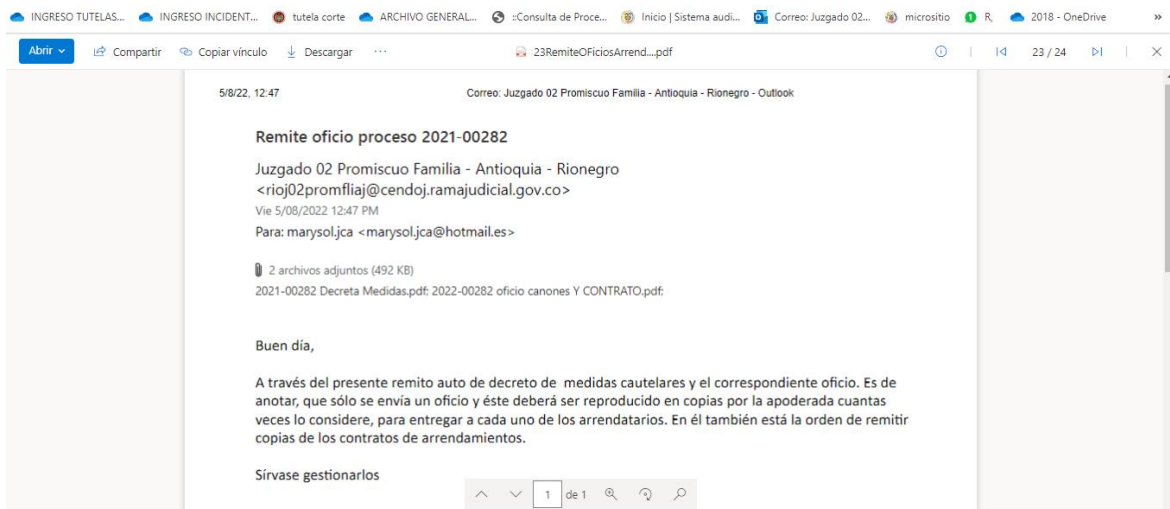 INGRESO TUTELAS... INGRESO INCIDENT... tutela corte ARCHIVO GENERAL... ::Consulta de Proce... Inicio | Sistema audi... Correo: Juzgado 02... micrositio R, 2018 - OneDrive »
Abrir Compartir Copiar vínculo Descargar ... 23RemiteOFiciosArrend....pdf 23 / 24
5/8/22, 12:47 Correo: Juzgado 02 Promiscuo Familia - Antioquia - Rionegro - Outlook
Remite oficio proceso 2021-00282
Juzgado 02 Promiscuo Familia - Antioquia - Rionegro
<rioj02promfliaj@cendoj.ramajudicial.gov.co>
Vie 5/08/2022 12:47 PM
Para: marysol.jca <marysol.jca@hotmail.es>
2 archivos adjuntos (492 KB)
2021-00282 Decreta Medidas.pdf; 2022-00282 oficio canones Y CONTRATO.pdf;
Buen día,
A través del presente remito auto de decreto de medidas cautelares y el correspondiente oficio. Es de
anotar, que sólo se envía un oficio y éste deberá ser reproducido en copias por la apoderada cuantas
veces lo considere, para entregar a cada uno de los arrendatarios. En él también está la orden de remitir
copias de los contratos de arrendamientos.
Sírvase gestionarlos
1 de 1